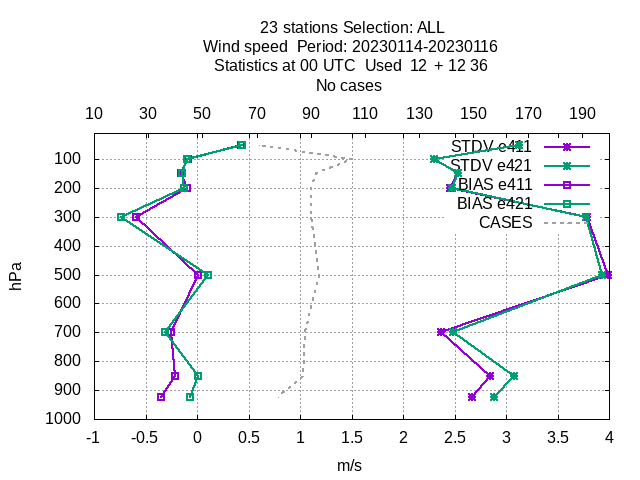 23 stations Selection: ALL
Wind speed  Period: 20230114-20230116
Statistics at 00 UTC  Used  12  + 12 36
No cases
10 30 50 70 90 110 130 150 170 190
STDV e411
STDV e421
BIAS e411
BIAS e421
CASES
100
200
300
400
500
600
700
800
900
1000
hPa
-1 -0.5 0 0.5 1 1.5 2 2.5 3 3.5 4
m/s